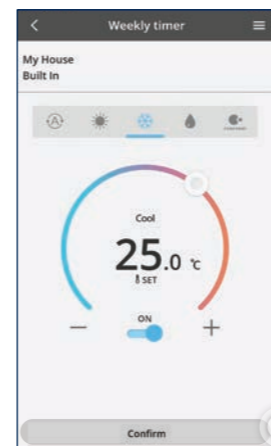 Weekly timer
My House
Built In
A
Cool
25.0 ℃
SET
ON
Confirm